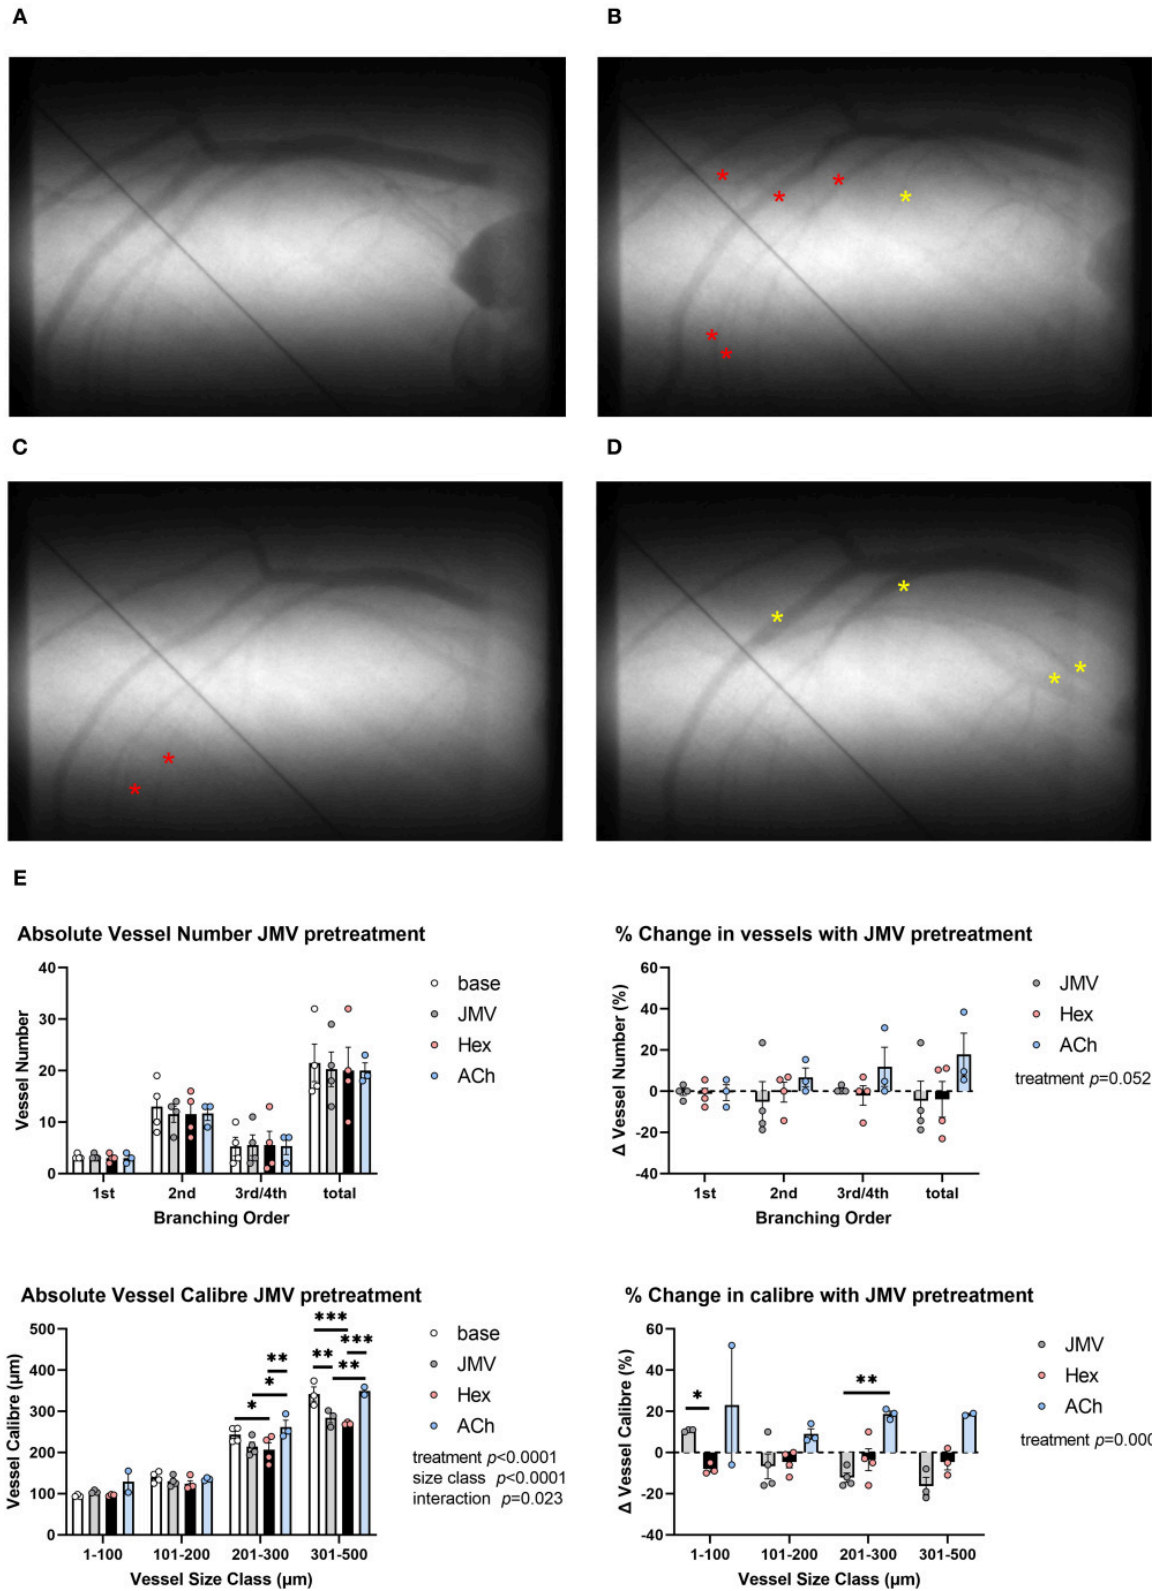 A
B
C
D
E
Absolute Vessel Number JMV pretreatment
Vessel Number
40
30
20
10
0
1st 2nd 3rd/4th total
Branching Order
base
JMV
Hex
ACh
% Change in vessels with JMV pretreatment
Δ Vessel Number (%)
60
40
20
0
-20
-40
1st 2nd 3rd/4th total
Branching Order
JMV
Hex
ACh
treatment p=0.052
Absolute Vessel Calibre JMV pretreatment
Vessel Calibre (μm)
500
400
300
200
100
0
* * ** ** *** ** ***
1-100 101-200 201-300 301-500
Vessel Size Class (μm)
base
JMV
Hex
ACh
treatment p<0.0001
size class p<0.0001
interaction p=0.023
% Change in calibre with JMV pretreatment
Δ Vessel Calibre (%)
60
40
20
0
-20
-40
* **
1-100 101-200 201-300 301-500
Vessel Size Class (μm)
JMV
Hex
ACh
treatment p=0.000